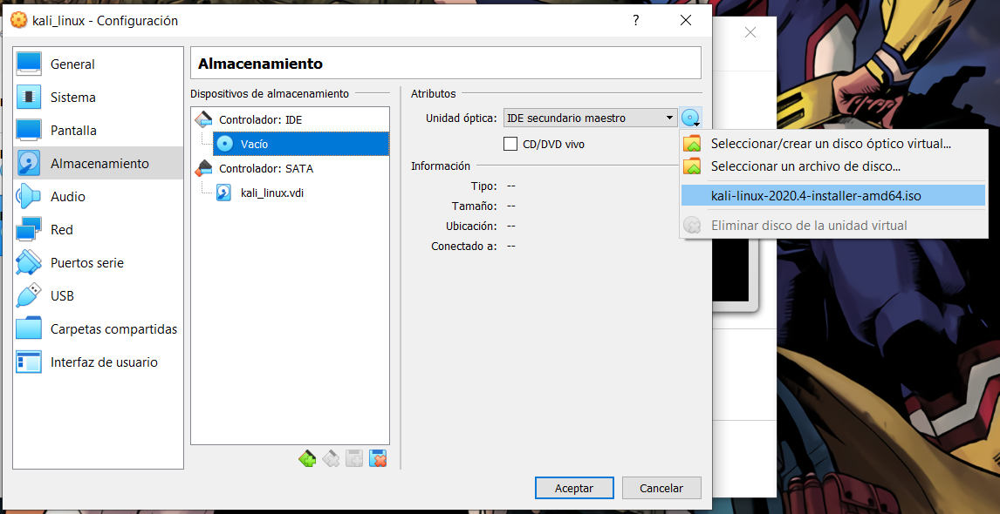 kali_linux - Configuración
?
General
Sistema
Pantalla
Almacenamiento
Audio
Red
Puertos serie
USB
Carpetas compartidas
Interfaz de usuario
Almacenamiento
Dispositivos de almacenamiento
Controlador: IDE
Vacío
Controlador: SATA
kali_linux.vdi
Atributos
Unidad óptica: IDE secundario maestro
CD/DVD vivo
Información
Tipo: --
Tamaño: --
Ubicación: --
Conectado a: --
Seleccionar/crear un disco óptico virtual...
Seleccionar un archivo de disco...
kali-linux-2020.4-installer-amd64.iso
Eliminar disco de la unidad virtual
Aceptar
Cancelar